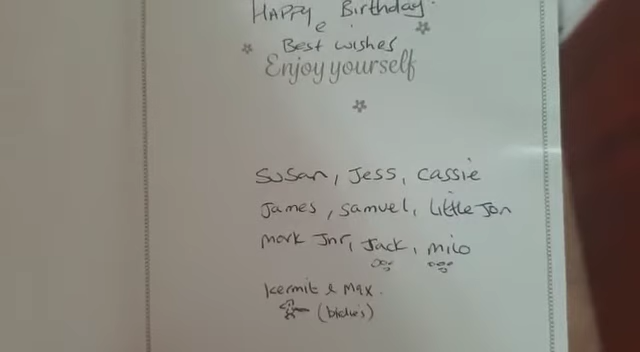 Happy Birthday.
e
Best wishes
Enjoy yourself
Susan, Jess, Cassie
James, Samuel, Little Jon
Mark Jnr, Jack, Milo
Kermit & Max.
(birdies)